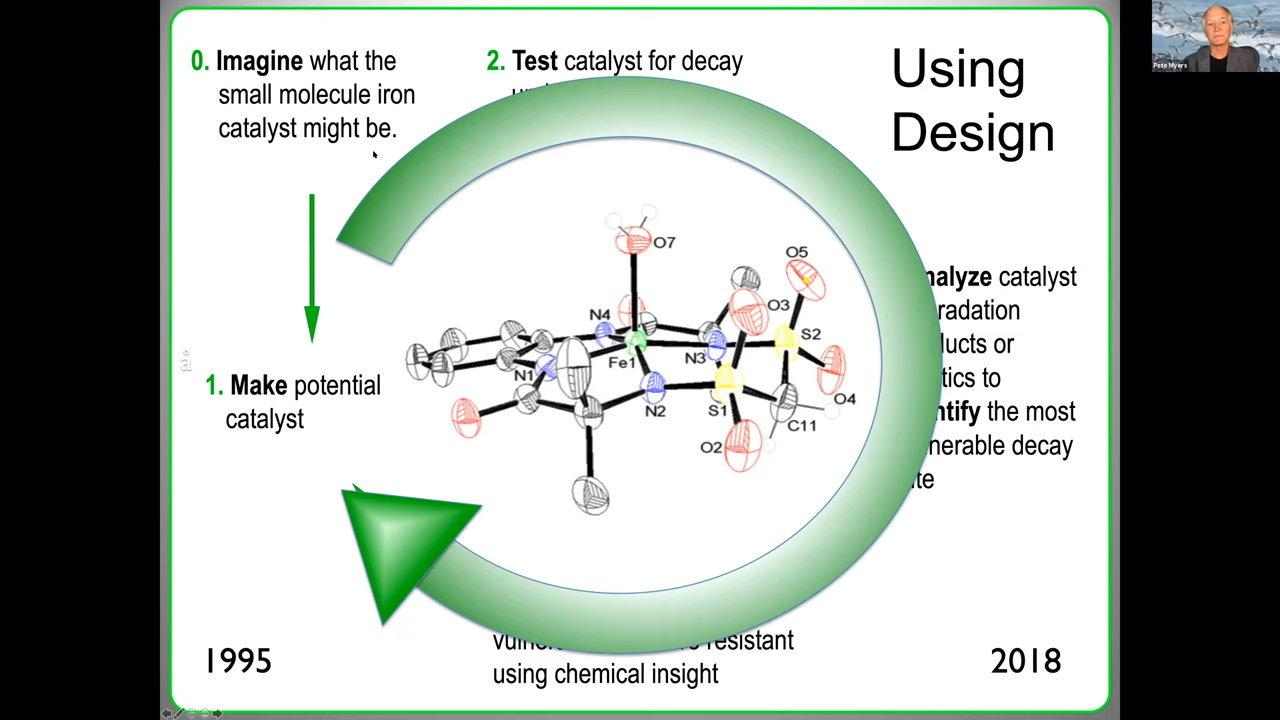 0. Imagine what the
small molecule iron
catalyst might be.
2. Test catalyst for decay
Using
Design
Pete Myers
1. Make potential
catalyst
O7
O5
O3
N4
S2
Fe1
N3
N1
N2
S1
O4
C11
O2
nalyze catalyst
radation
ucts or
tics to
ntify the most
nerable decay
te
resistant
using chemical insight
1995
2018